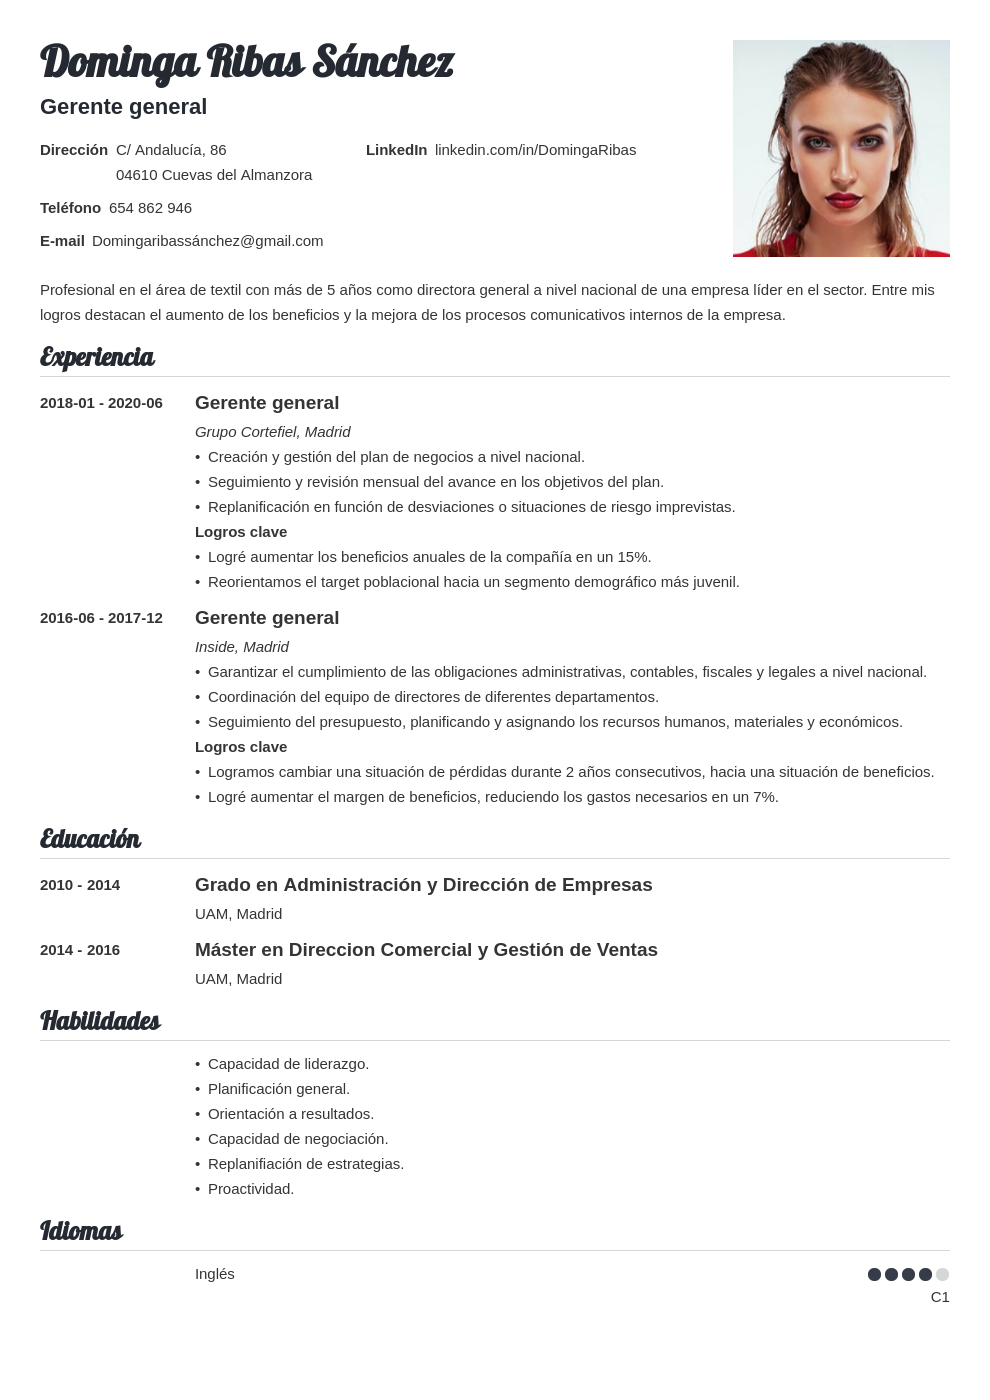 Dominga Ribas Sánchez
Gerente general
Dirección C/ Andalucía, 86
04610 Cuevas del Almanzora
Teléfono 654 862 946
E-mail Domingaribassánchez@gmail.com
LinkedIn linkedin.com/in/DomingaRibas
Profesional en el área de textil con más de 5 años como directora general a nivel nacional de una empresa líder en el sector. Entre mis
logros destacan el aumento de los beneficios y la mejora de los procesos comunicativos internos de la empresa.
Experiencia
2018-01 - 2020-06 Gerente general
Grupo Cortefiel, Madrid
• Creación y gestión del plan de negocios a nivel nacional.
• Seguimiento y revisión mensual del avance en los objetivos del plan.
• Replanificación en función de desviaciones o situaciones de riesgo imprevistas.
Logros clave
• Logré aumentar los beneficios anuales de la compañía en un 15%.
• Reorientamos el target poblacional hacia un segmento demográfico más juvenil.
2016-06 - 2017-12 Gerente general
Inside, Madrid
• Garantizar el cumplimiento de las obligaciones administrativas, contables, fiscales y legales a nivel nacional.
• Coordinación del equipo de directores de diferentes departamentos.
• Seguimiento del presupuesto, planificando y asignando los recursos humanos, materiales y económicos.
Logros clave
• Logramos cambiar una situación de pérdidas durante 2 años consecutivos, hacia una situación de beneficios.
• Logré aumentar el margen de beneficios, reduciendo los gastos necesarios en un 7%.
Educación
2010 - 2014 Grado en Administración y Dirección de Empresas
UAM, Madrid
2014 - 2016 Máster en Direccion Comercial y Gestión de Ventas
UAM, Madrid
Habilidades
• Capacidad de liderazgo.
• Planificación general.
• Orientación a resultados.
• Capacidad de negociación.
• Replanifiación de estrategias.
• Proactividad.
Idiomas
Inglés
C1